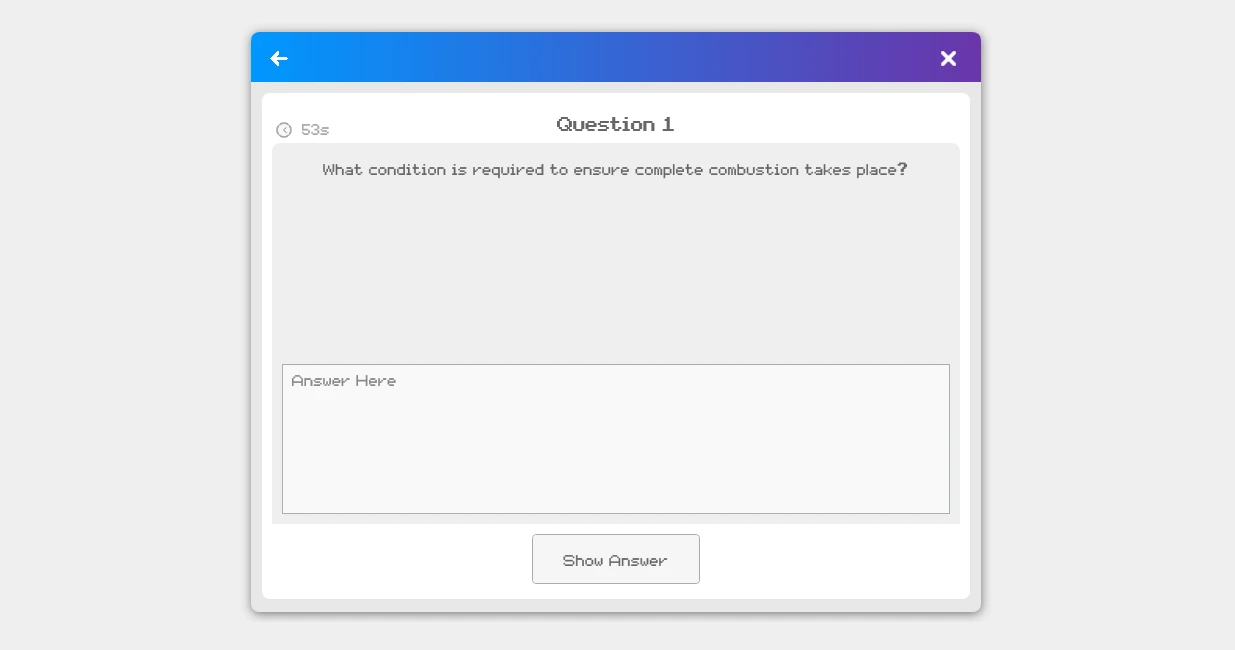 53s
Question 1
What condition is required to ensure complete combustion takes place?
Answer Here
Show Answer